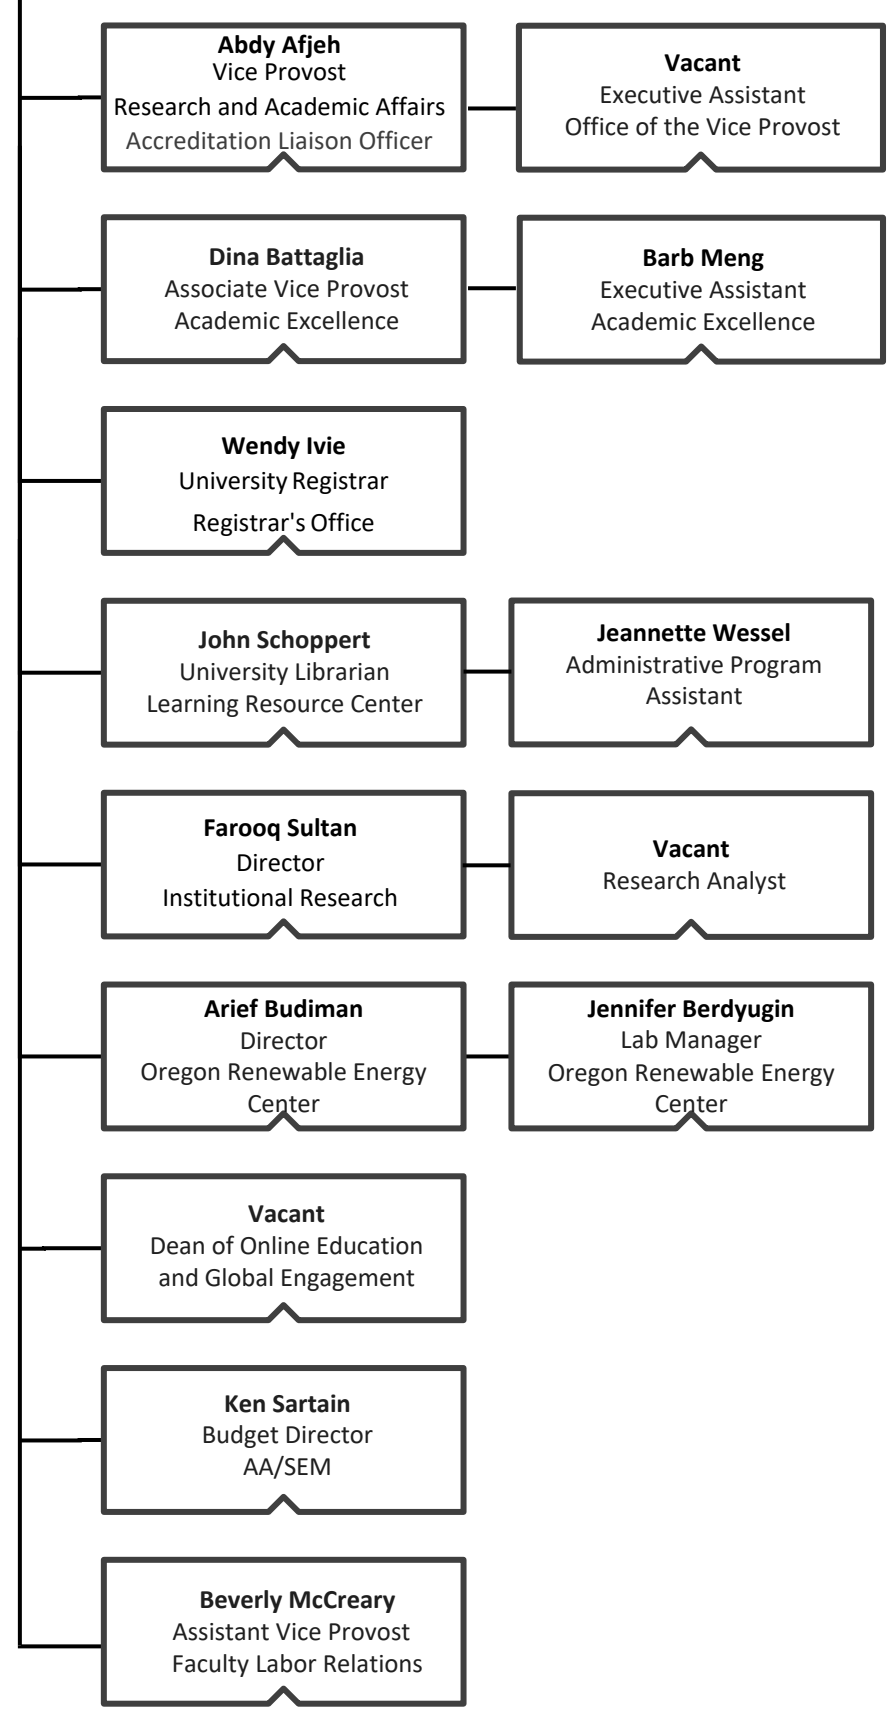 Abdy Afjeh
Vice Provost
Research and Academic Affairs
Accreditation Liaison Officer
Vacant
Executive Assistant
Office of the Vice Provost
Dina Battaglia
Associate Vice Provost
Academic Excellence
Barb Meng
Executive Assistant
Academic Excellence
Wendy Ivie
University Registrar
Registrar's Office
John Schoppert
University Librarian
Learning Resource Center
Jeannette Wessel
Administrative Program
Assistant
Farooq Sultan
Director
Institutional Research
Vacant
Research Analyst
Arief Budiman
Director
Oregon Renewable Energy
Center
Jennifer Berdyugin
Lab Manager
Oregon Renewable Energy
Center
Vacant
Dean of Online Education
and Global Engagement
Ken Sartain
Budget Director
AA/SEM
Beverly McCreary
Assistant Vice Provost
Faculty Labor Relations